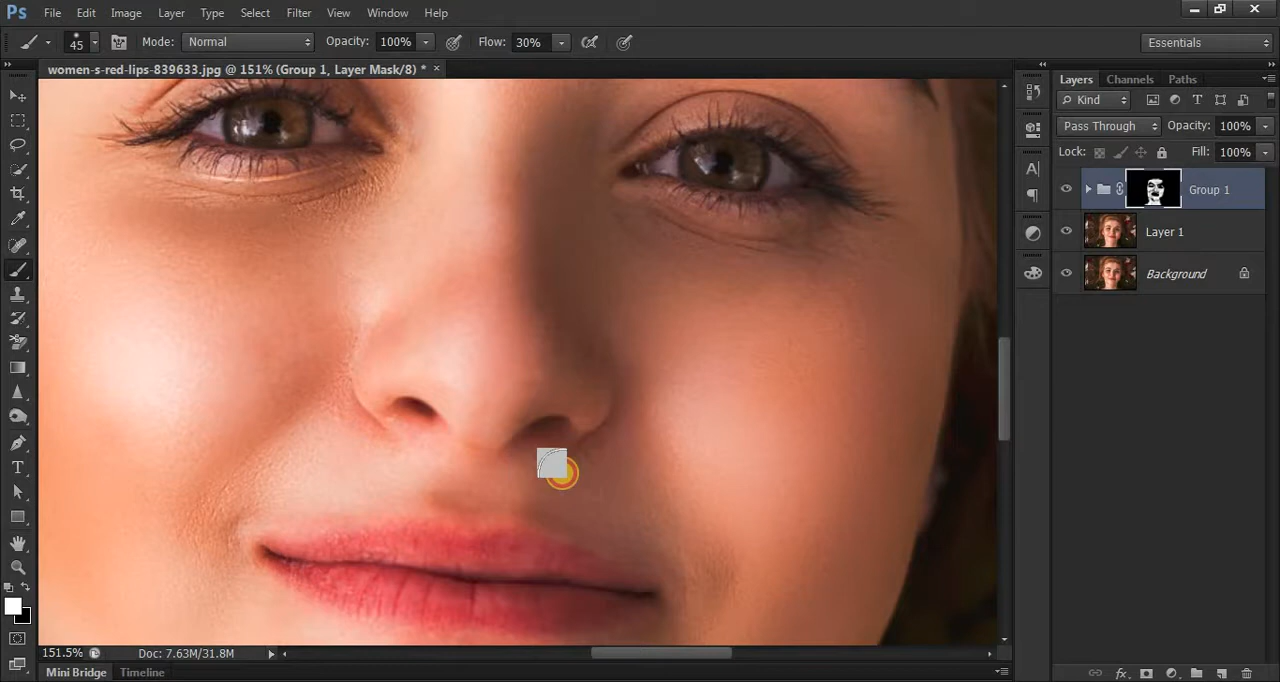 Ps File Edit Image Layer Type Select Filter View Window Help
45 Mode: Normal Opacity: 100% Flow: 30% Essentials
women-s-red-lips-839633.jpg @ 151% (Group 1, Layer Mask/8) * ×
Layers Channels Paths
Kind
Pass Through Opacity: 100%
Lock: Fill: 100%
Group 1
Layer 1
Background
151.5% Doc: 7.63M/31.8M
Mini Bridge Timeline